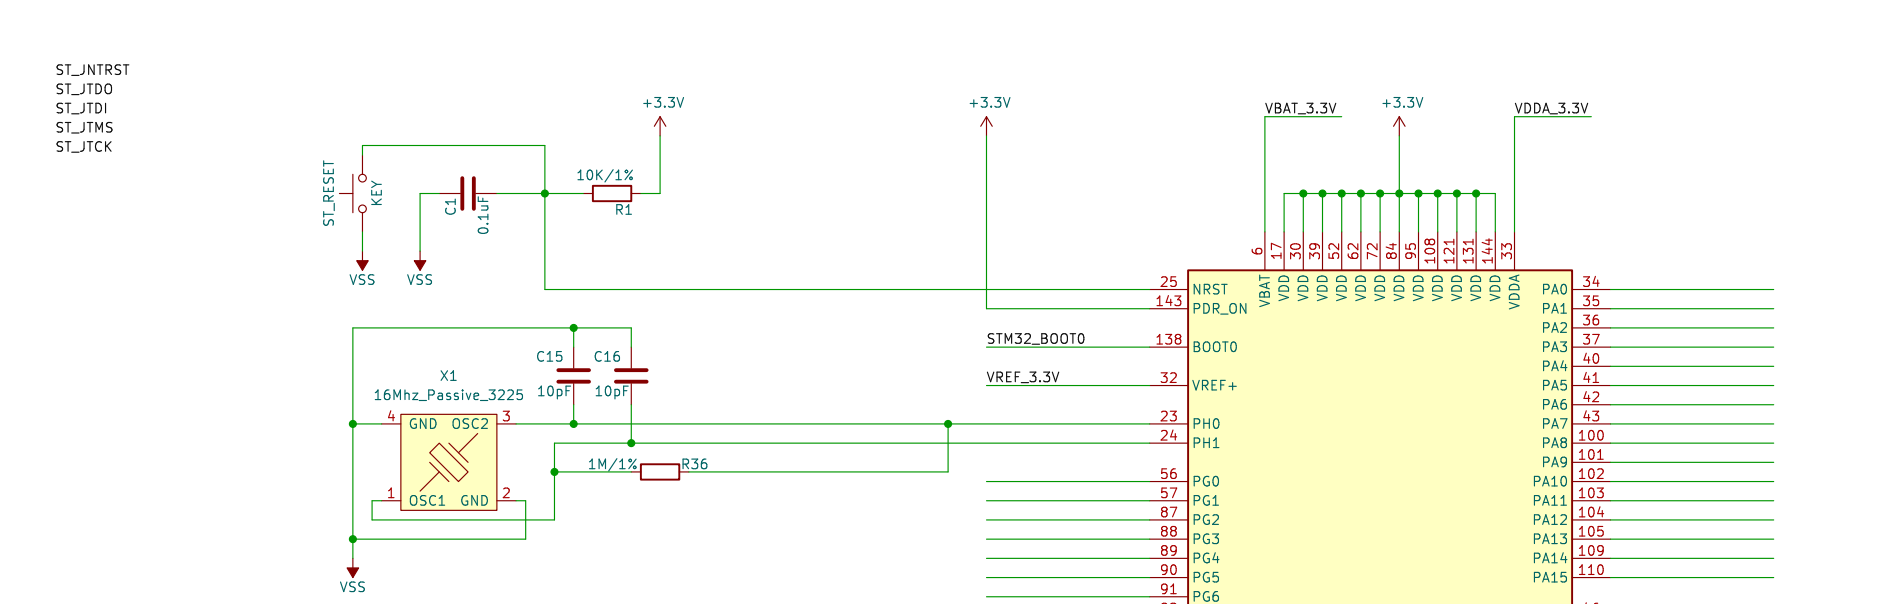 ST_JNTRST
ST_JTDO
ST_JTDI
ST_JTMS
ST_JTCK
ST_RESET
KEY
VSS
C1
0.1uF
VSS
10K/1%
R1
+3.3V
+3.3V
VBAT_3.3V
+3.3V
VDDA_3.3V
6
17
30
39
52
62
72
84
95
108
121
131
144
33
VBAT
VDD
VDD
VDD
VDD
VDD
VDD
VDD
VDD
VDD
VDD
VDD
VDD
VDDA
25 NRST
143 PDR_ON
STM32_BOOT0 138 BOOT0
VREF_3.3V 32 VREF+
23 PH0
24 PH1
56 PG0
57 PG1
87 PG2
88 PG3
89 PG4
90 PG5
91 PG6
PA0 34
PA1 35
PA2 36
PA3 37
PA4 40
PA5 41
PA6 42
PA7 43
PA8 100
PA9 101
PA10 102
PA11 103
PA12 104
PA13 105
PA14 109
PA15 110
C15
10pF
C16
10pF
X1
16Mhz_Passive_3225
4 GND OSC2 3
1 OSC1 GND 2
1M/1% R36
VSS